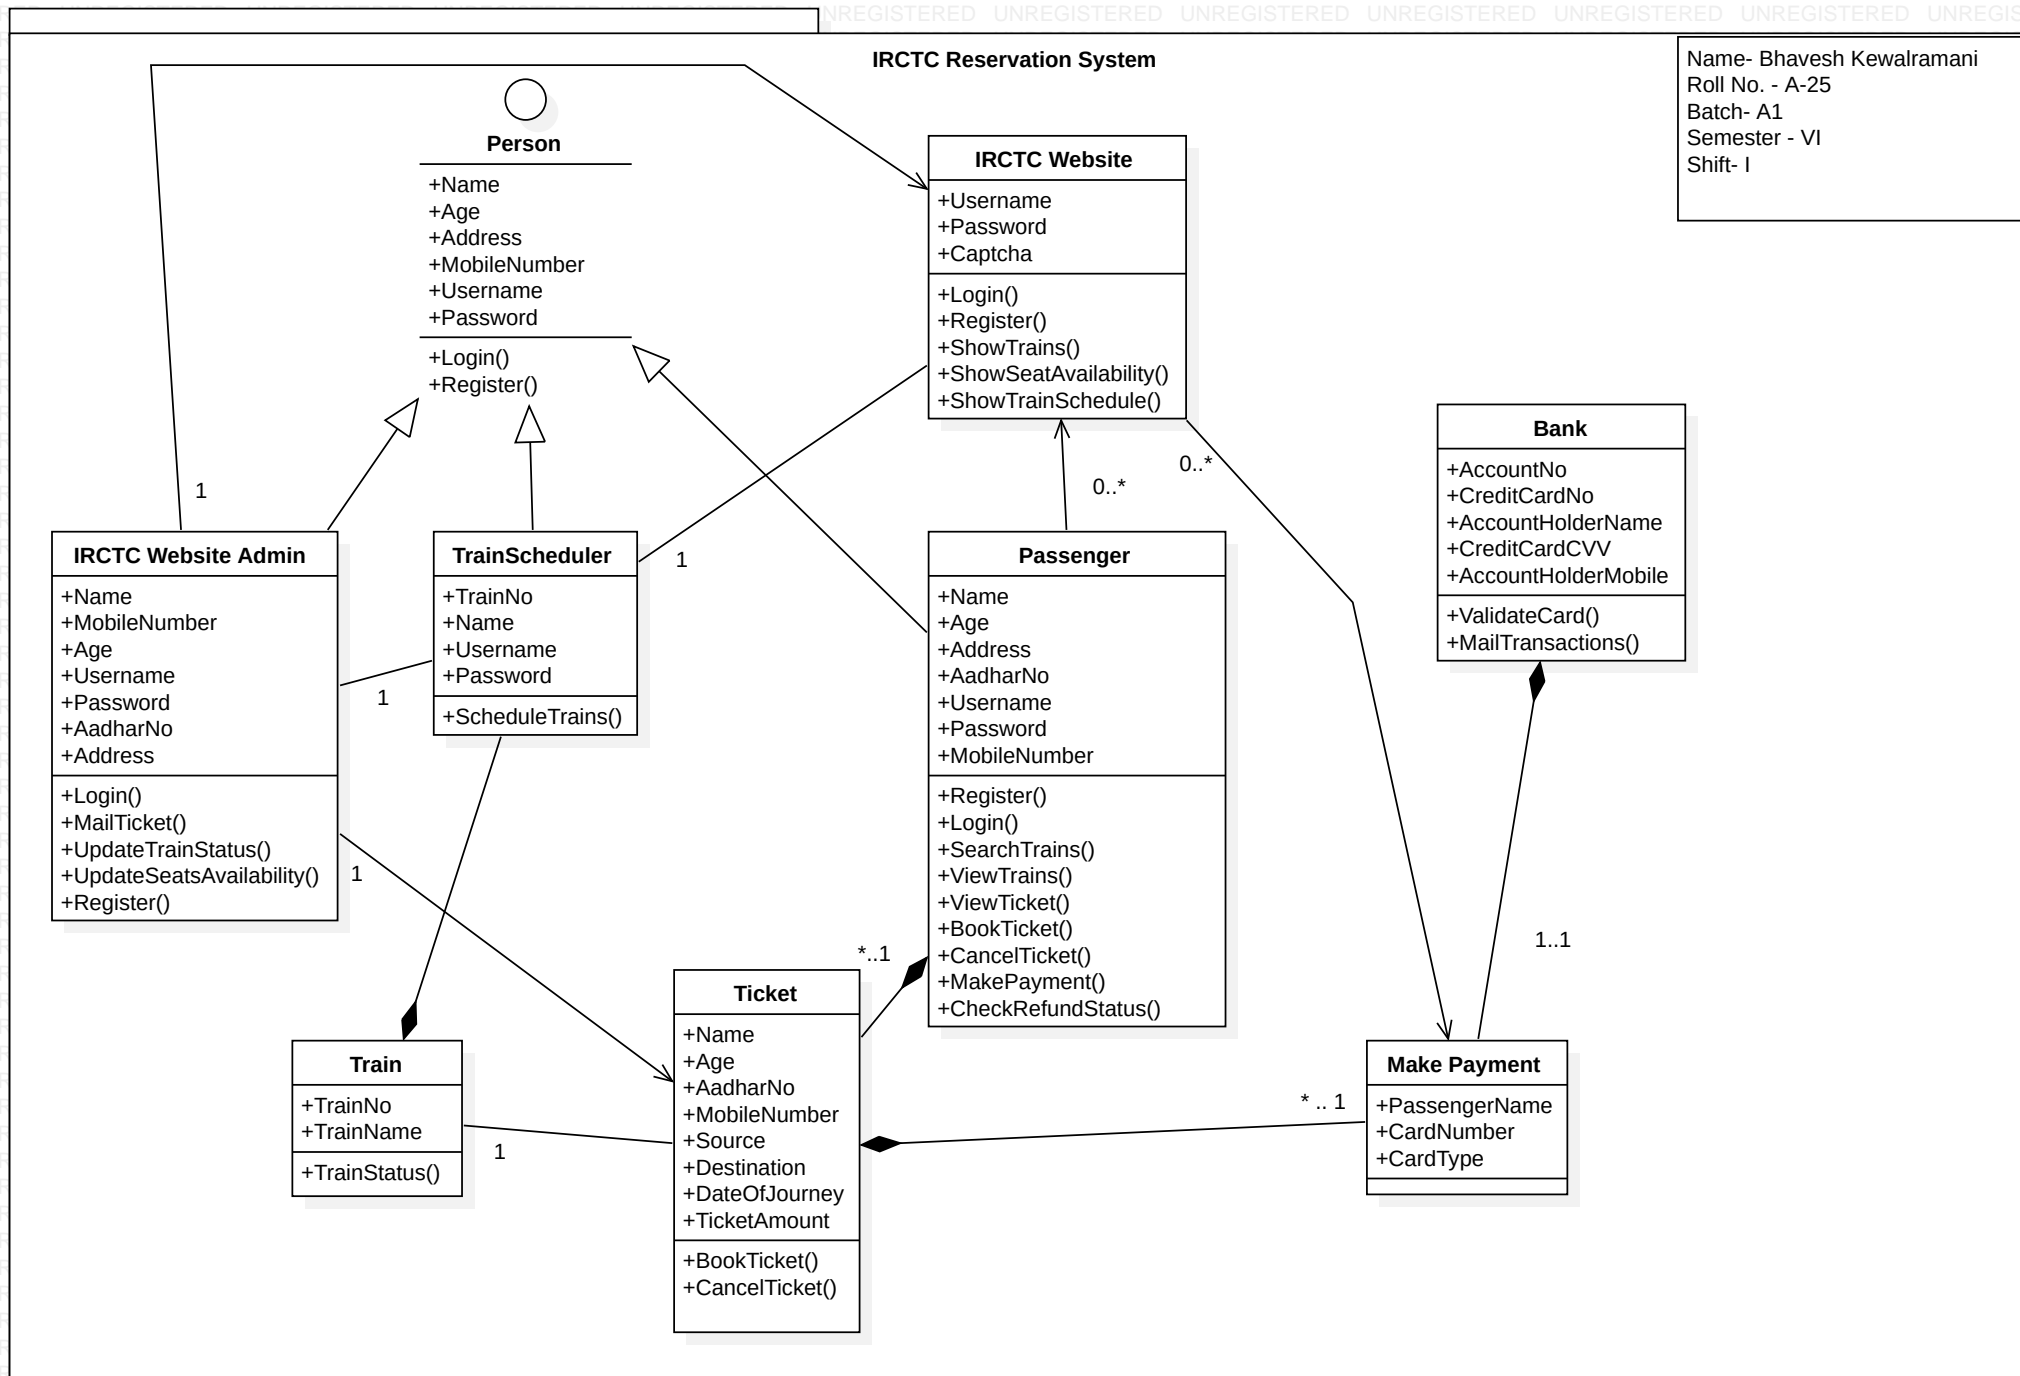 UNREGISTERED UNREGISTERED UNREGISTERED UNREGISTERED UNREGISTERED
IRCTC Reservation System
Name- Bhavesh Kewalramani
Roll No. - A-25
Batch- A1
Semester - VI
Shift- I
Person
+Name
+Age
+Address
+MobileNumber
+Username
+Password
+Login()
+Register()
IRCTC Website
+Username
+Password
+Captcha
+Login()
+Register()
+ShowTrains()
+ShowSeatAvailability()
+ShowTrainSchedule()
Bank
+AccountNo
+CreditCardNo
+AccountHolderName
+CreditCardCVV
+AccountHolderMobile
+ValidateCard()
+MailTransactions()
0..*
0..*
1
1
IRCTC Website Admin
+Name
+MobileNumber
+Age
+Username
+Password
+AadharNo
+Address
+Login()
+MailTicket()
+UpdateTrainStatus()
+UpdateSeatsAvailability()
+Register()
TrainScheduler
+TrainNo
+Name
+Username
+Password
+ScheduleTrains()
1
1
Passenger
+Name
+Age
+Address
+AadharNo
+Username
+Password
+MobileNumber
+Register()
+Login()
+SearchTrains()
+ViewTrains()
+ViewTicket()
+BookTicket()
+CancelTicket()
+MakePayment()
+CheckRefundStatus()
*..1
1..1
Train
+TrainNo
+TrainName
+TrainStatus()
1
Ticket
+Name
+Age
+AadharNo
+MobileNumber
+Source
+Destination
+DateOfJourney
+TicketAmount
+BookTicket()
+CancelTicket()
* .. 1
Make Payment
+PassengerName
+CardNumber
+CardType